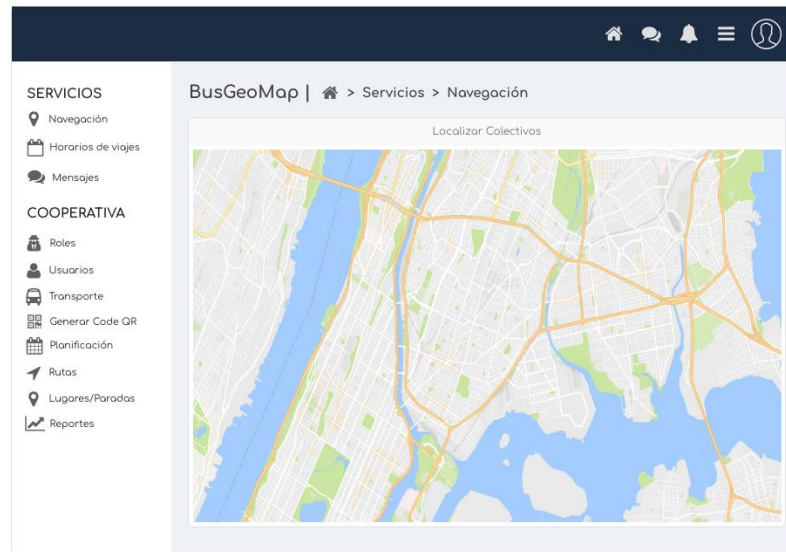 SERVICIOS
Navegación
Horarios de viajes
Mensajes
COOPERATIVA
Roles
Usuarios
Transporte
Generar Code QR
Planificación
Rutas
Lugares/Paradas
Reportes
BusGeoMap | > Servicios > Navegación
Localizar Colectivos